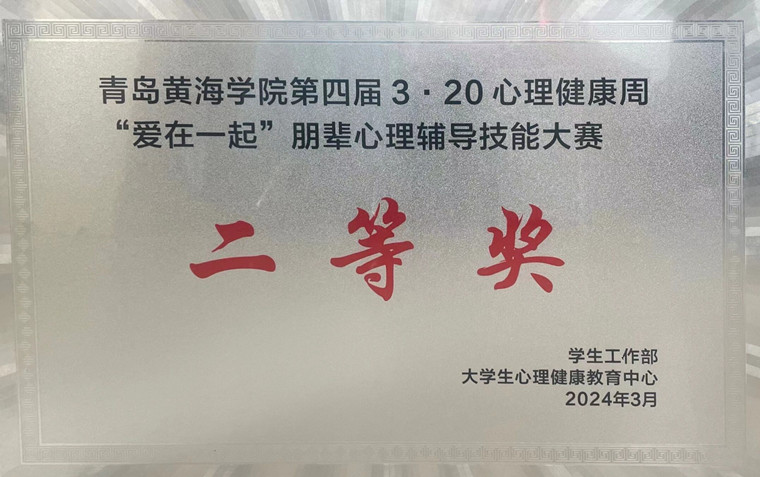 青岛黄海学院第四届 3·20 心理健康周
“爱在一起”朋辈心理辅导技能大赛
二等奖
学生工作部
大学生心理健康教育中心
2024年3月